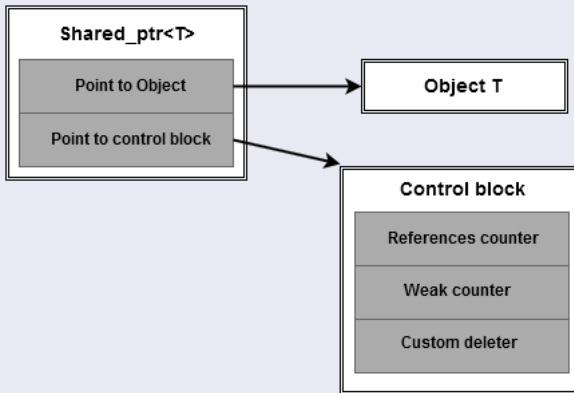 Shared_ptr<T>
Point to Object
Point to control block
Object T
Control block
References counter
Weak counter
Custom deleter